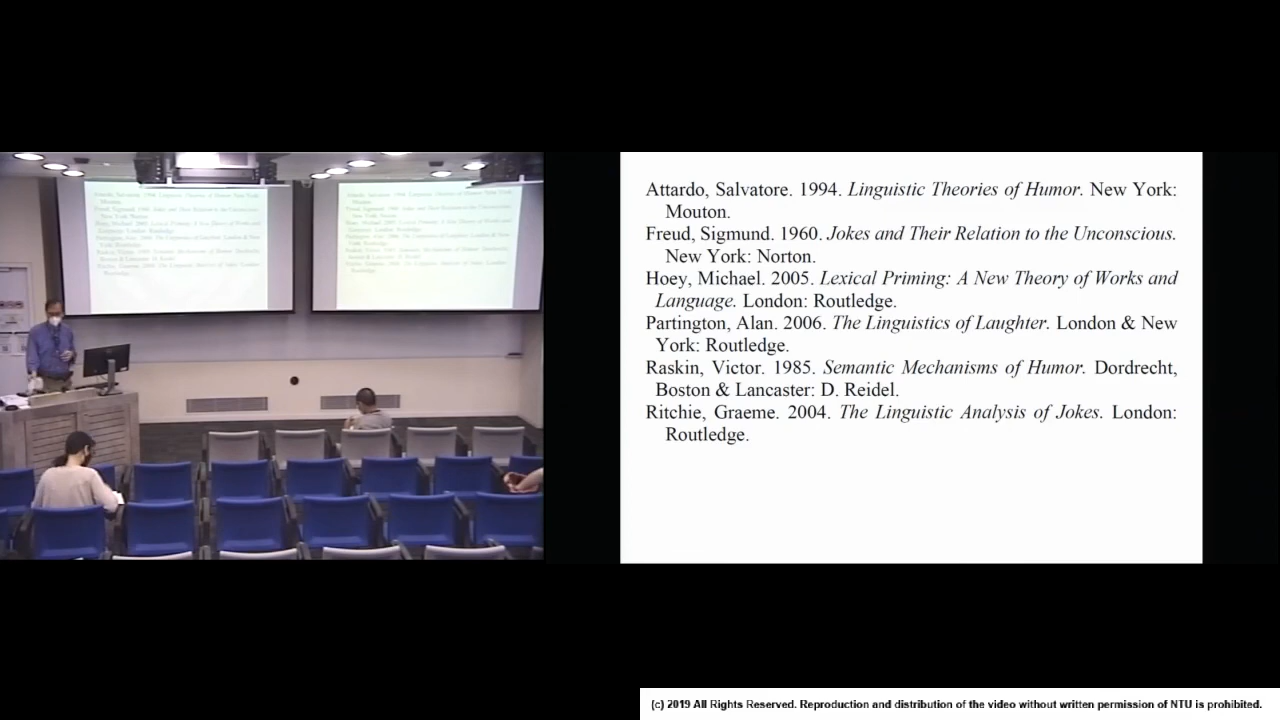 Attardo, Salvatore. 1994. Linguistic Theories of Humor. New York:
Mouton.
Freud, Sigmund. 1960. Jokes and Their Relation to the Unconscious.
New York: Norton.
Hoey, Michael. 2005. Lexical Priming: A New Theory of Works and
Language. London: Routledge.
Partington, Alan. 2006. The Linguistics of Laughter. London & New
York: Routledge.
Raskin, Victor. 1985. Semantic Mechanisms of Humor. Dordrecht,
Boston & Lancaster: D. Reidel.
Ritchie, Graeme. 2004. The Linguistic Analysis of Jokes. London:
Routledge.
(c) 2019 All Rights Reserved. Reproduction and distribution of the video without written permission of NTU is prohibited.